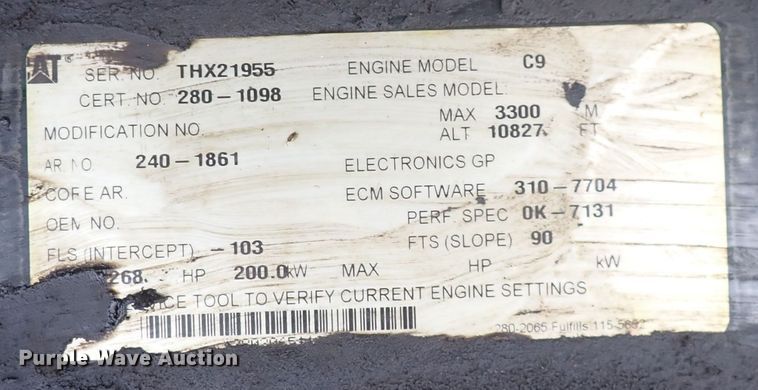 CAT®
SER. NO. THX21955 ENGINE MODEL C9
CERT. NO. 280-1098 ENGINE SALES MODEL:
MAX 3300 M
MODIFICATION NO. ALT 10827 FT
AR. NO 240-1861 ELECTRONICS GP
CORE AR. ECM SOFTWARE 310-7704
OEM NO. PERF. SPEC 0K-7131
FLS (INTERCEPT) -103 FTS (SLOPE) 90
268. HP 200.0 kW MAX HP kW
TOOL TO VERIFY CURRENT ENGINE SETTINGS
280-2065 Fulfills
Purple Wave Auction